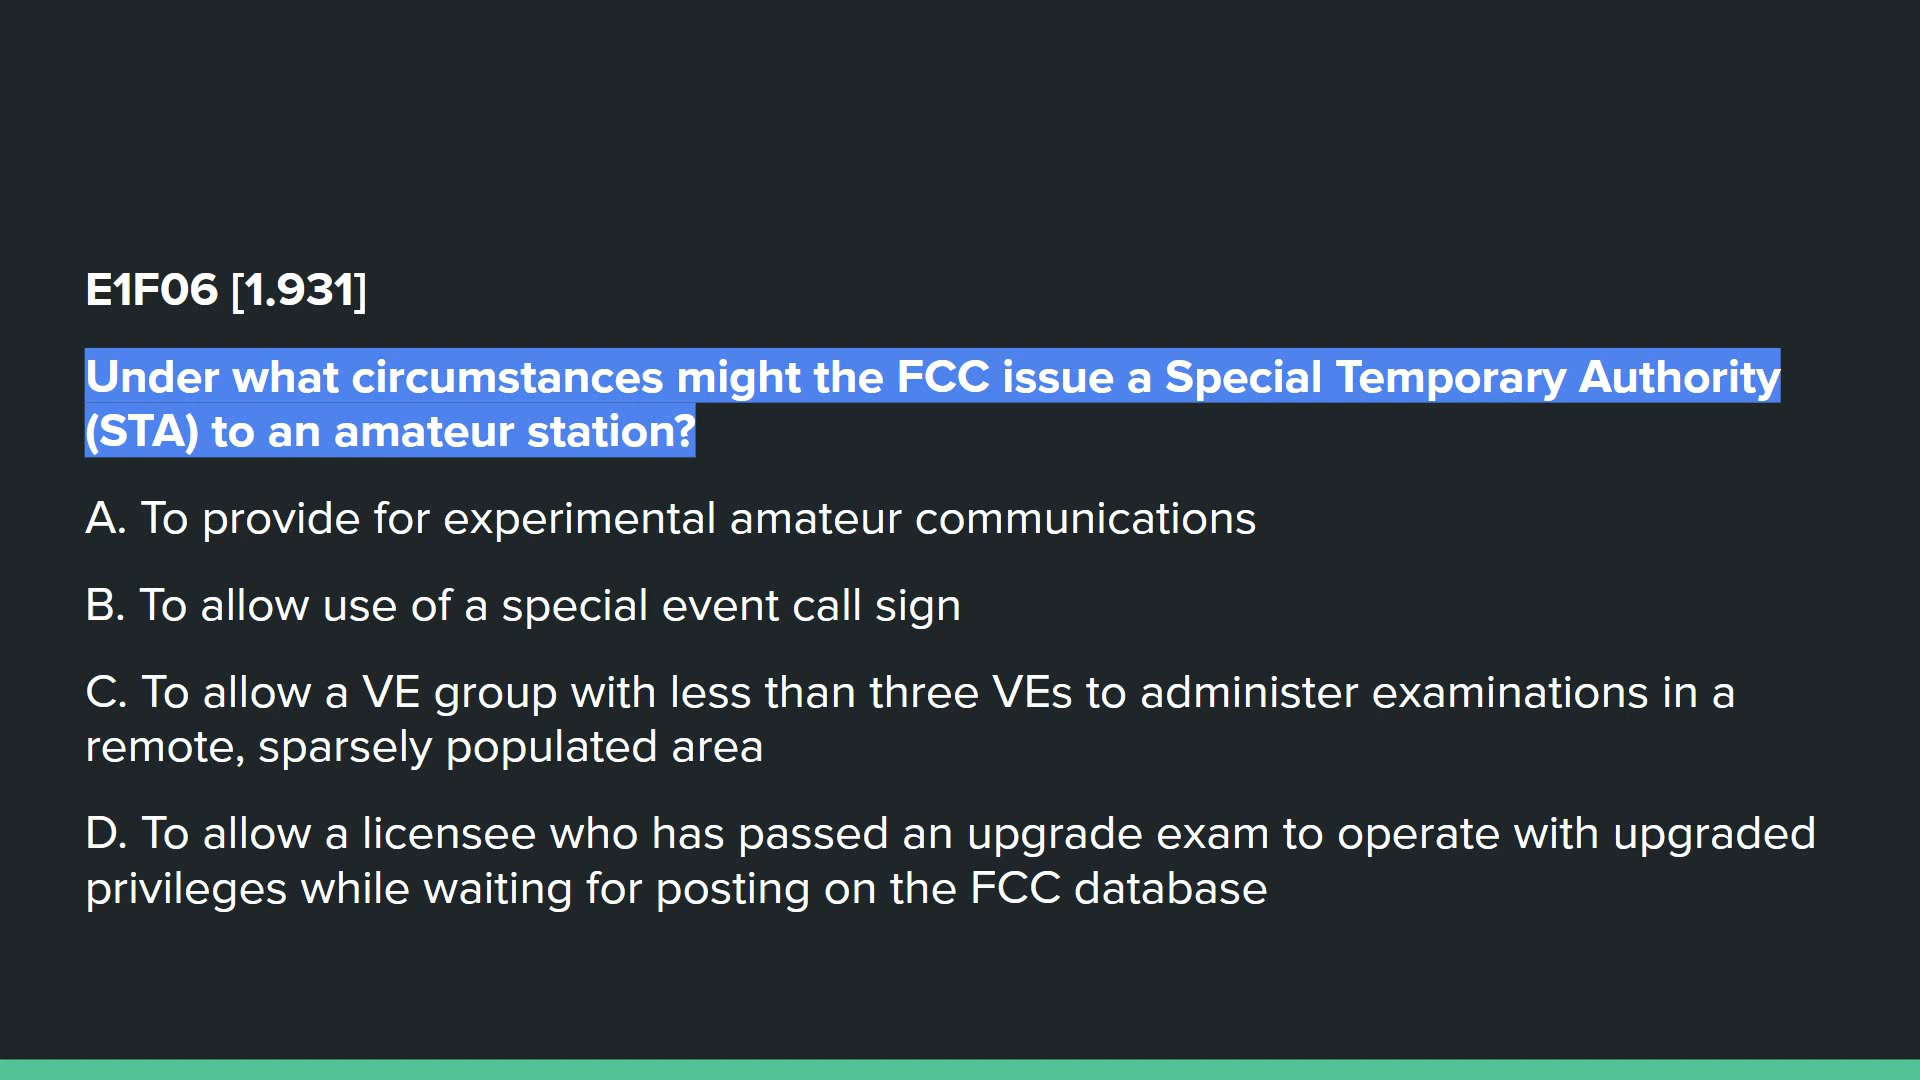 E1F06 [1.931]
Under what circumstances might the FCC issue a Special Temporary Authority
(STA) to an amateur station?
A. To provide for experimental amateur communications
B. To allow use of a special event call sign
C. To allow a VE group with less than three VEs to administer examinations in a
remote, sparsely populated area
D. To allow a licensee who has passed an upgrade exam to operate with upgraded
privileges while waiting for posting on the FCC database